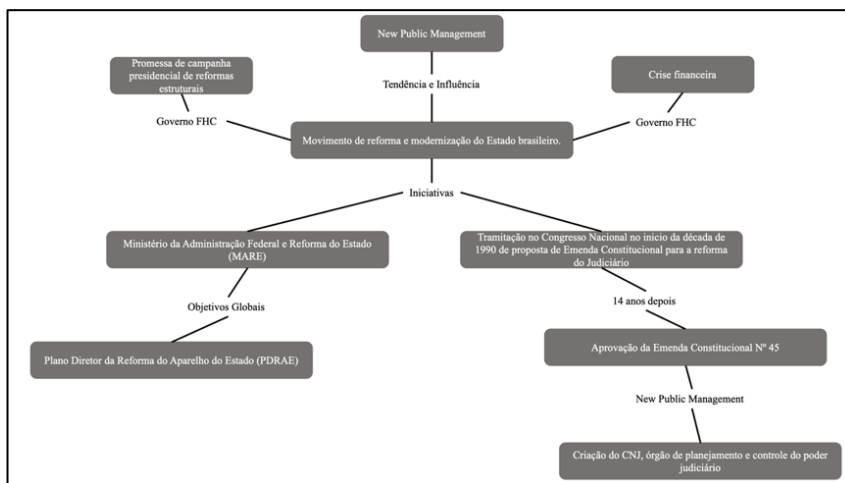 New Public Management
Promessa de campanha
presidencial de reformas
estruturais
Crise financeira
Tendência e Influência
Governo FHC
Governo FHC
Movimento de reforma e modernização do Estado brasileiro.
Iniciativas
Ministério da Administração Federal e Reforma do Estado
(MARE)
Tramitação no Congresso Nacional no início da década de
1990 de proposta de Emenda Constitucional para a reforma
do Judiciário
Objetivos Globais
14 anos depois
Plano Diretor da Reforma do Aparelho do Estado (PDRAE)
Aprovação da Emenda Constitucional Nº 45
New Public Management
Criação do CNJ, órgão de planejamento e controle do poder
judiciário